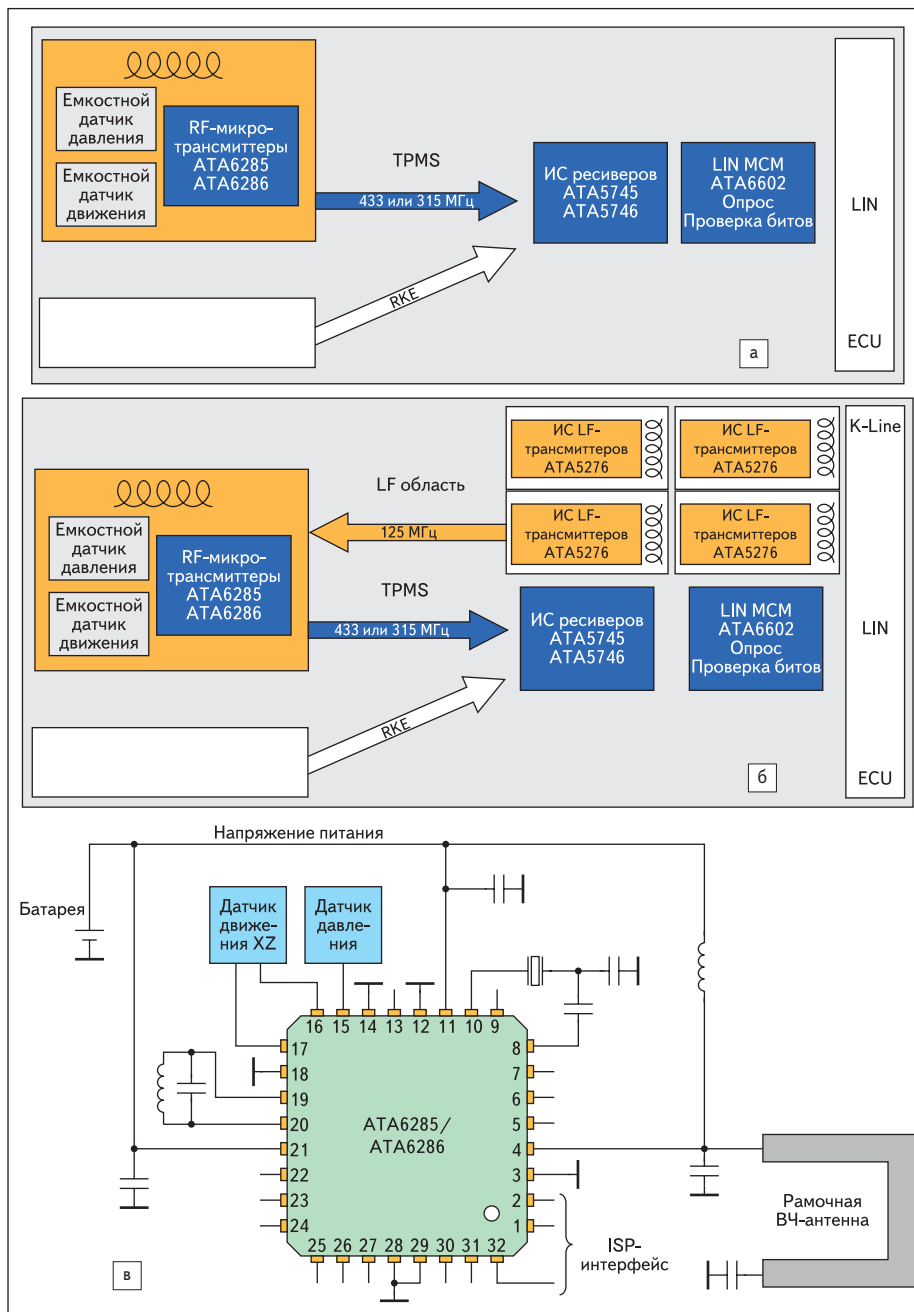 Емкостной
датчик
давления
Емкостной
датчик
движения
RF-микро-
трансмиттеры
ATA6285
ATA6286
TPMS
433 или 315 МГц
RKE
ИС ресиверов
ATA5745
ATA5746
LIN MCM
ATA6602
Опрос
Проверка битов
LIN
ECU
а
Емкостной
датчик
давления
Емкостной
датчик
движения
RF-микро-
трансмиттеры
ATA6285
ATA6286
LF область
125 МГц
TPMS
433 или 315 МГц
RKE
ИС LF-
трансмиттеров
ATA5276
ИС LF-
трансмиттеров
ATA5276
ИС LF-
трансмиттеров
ATA5276
ИС LF-
трансмиттеров
ATA5276
ИС ресиверов
ATA5745
ATA5746
LIN MCM
ATA6602
Опрос
Проверка битов
K-Line
LIN
ECU
б
Напряжение питания
Батарея
Датчик
движе-
ния XZ
Датчик
давле-
ния
16 15 14 13 12 11 10 9
17
18
19
20
21
22
23
24
ATA6285/
ATA6286
8
7
6
5
4
3
2
1
25 26 27 28 29 30 31 32
ISP-
интерфейс
Рамочная
ВЧ-антенна
в